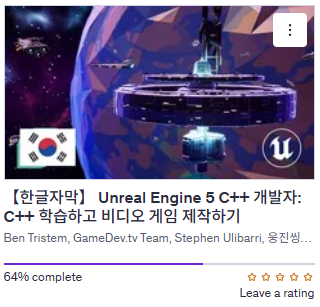 【한글자막】 Unreal Engine 5 C++ 개발자:
C++ 학습하고 비디오 게임 제작하기
Ben Tristem, GameDev.tv Team, Stephen Ulibarri, 웅진씽...
64% complete
Leave a rating